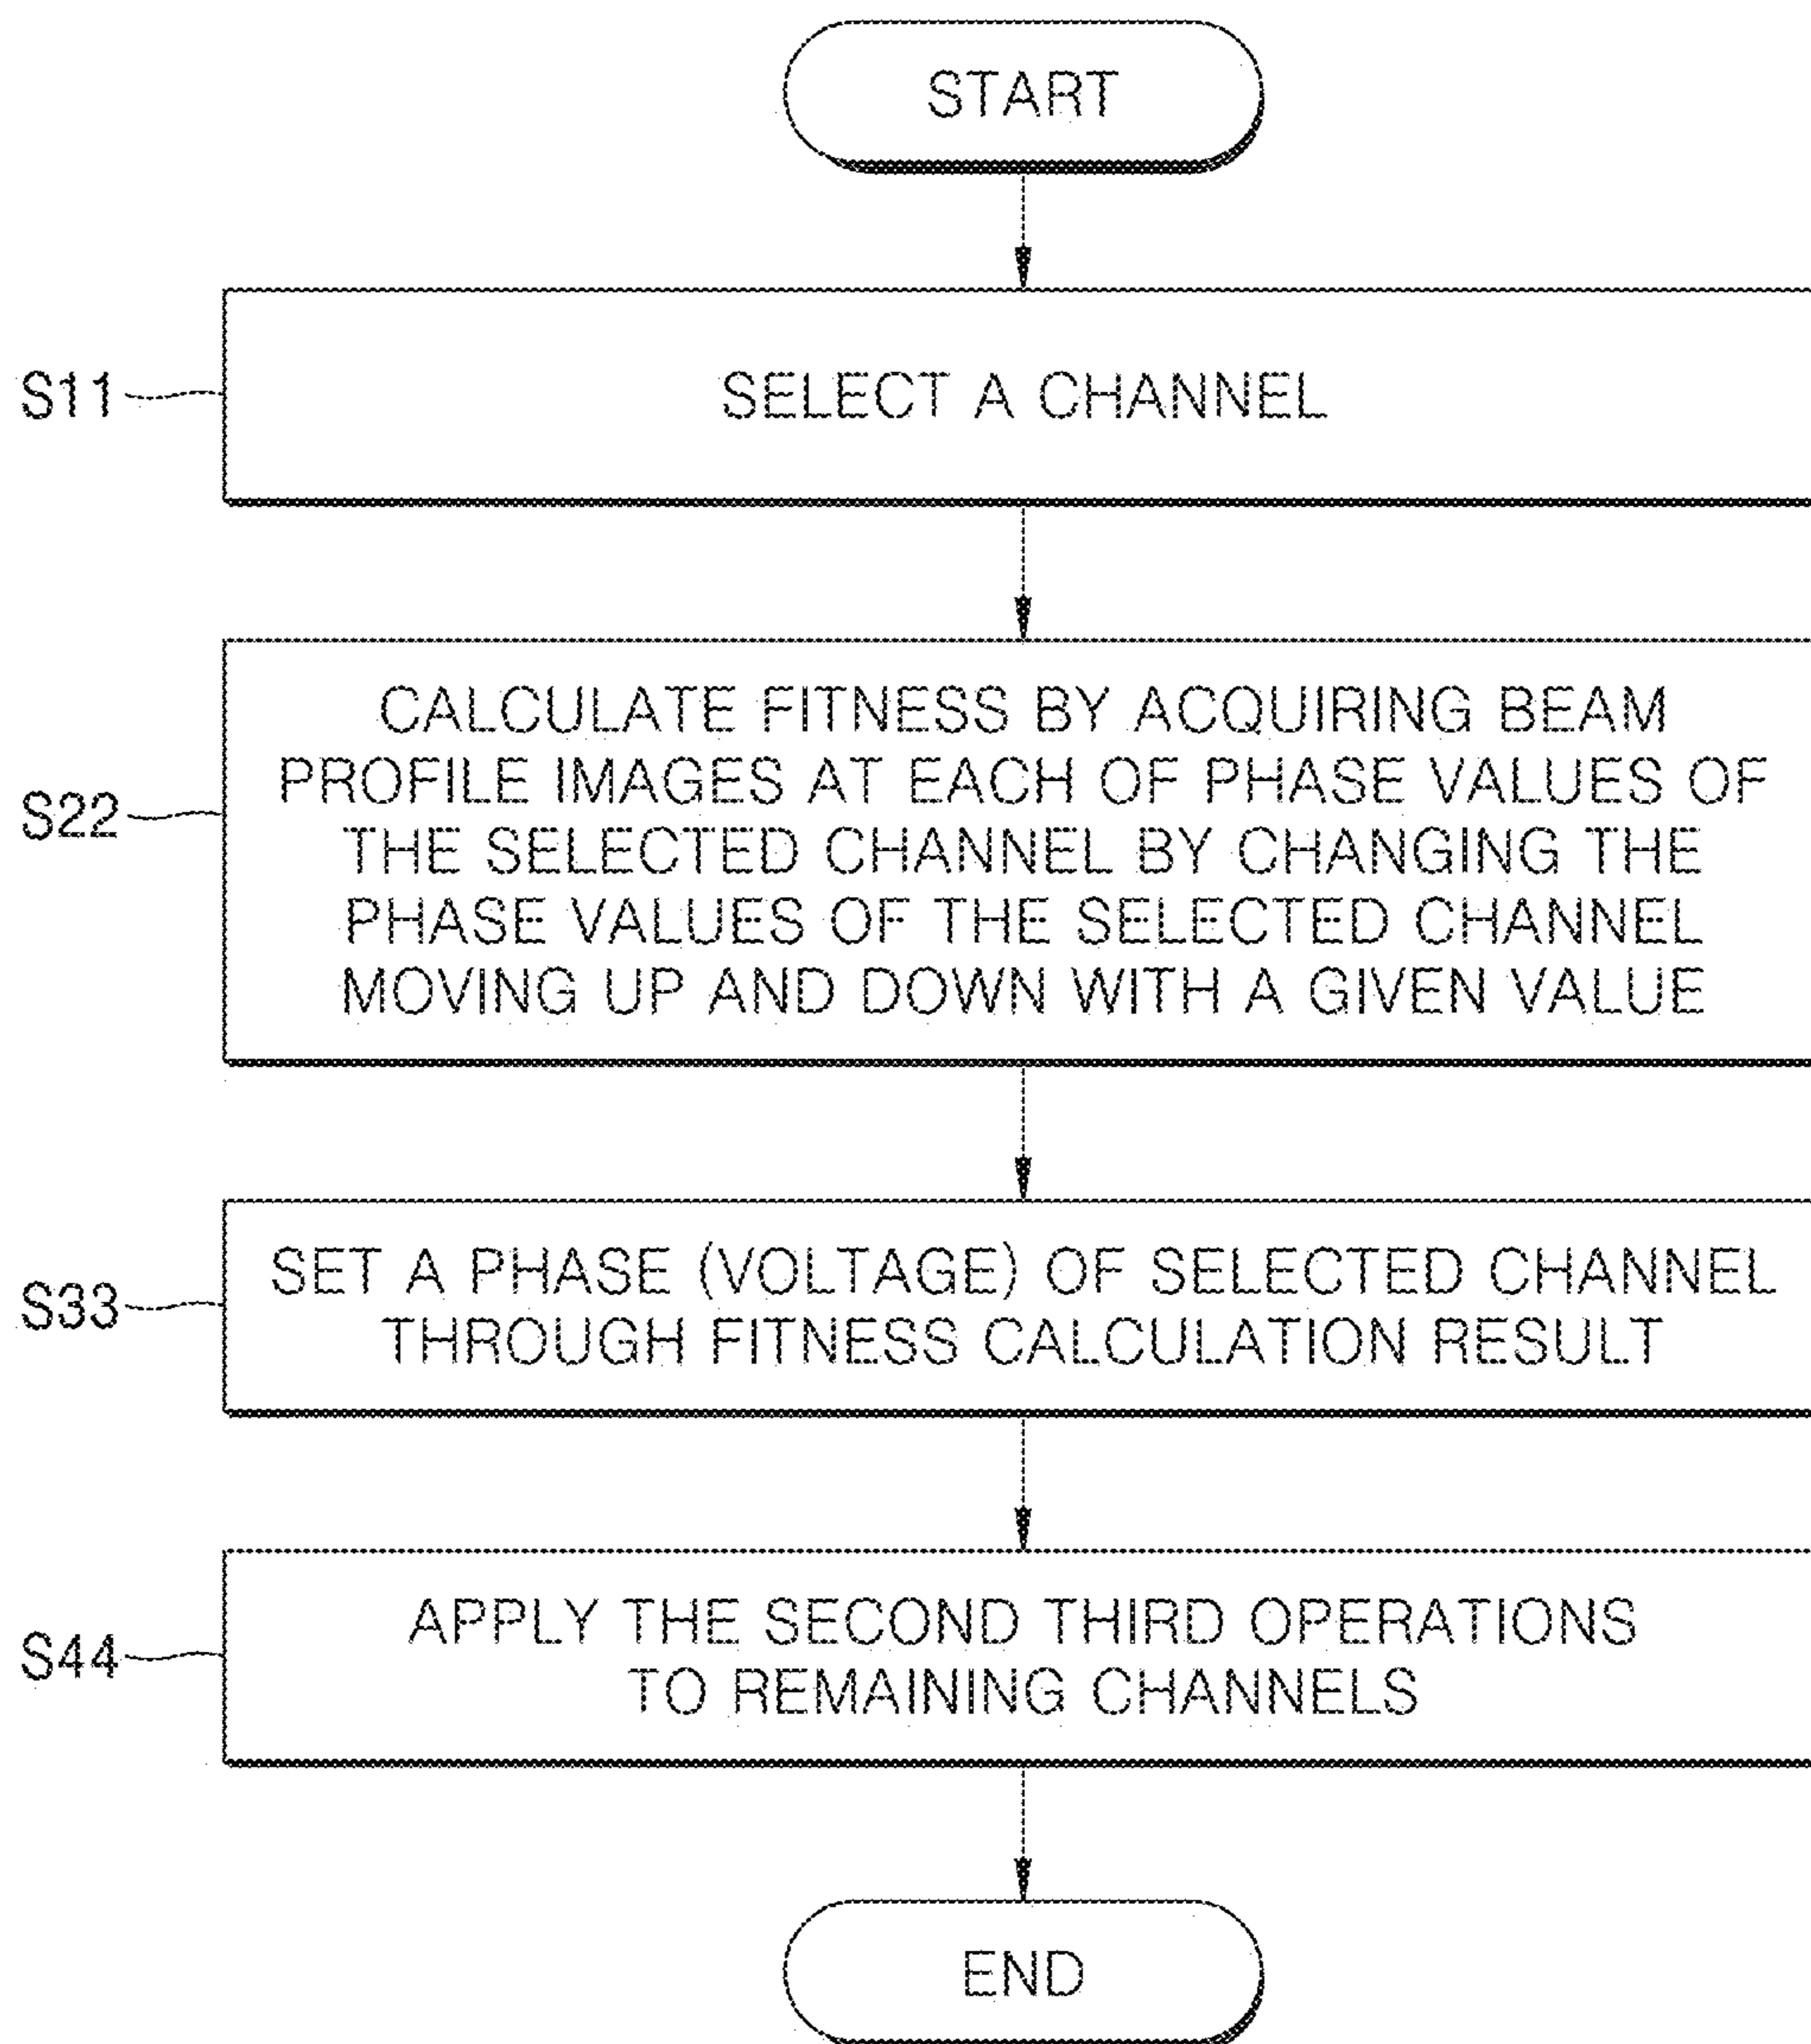 START
S11
SELECT A CHANNEL
S22
CALCULATE FITNESS BY ACQUIRING BEAM
PROFILE IMAGES AT EACH OF PHASE VALUES OF
THE SELECTED CHANNEL BY CHANGING THE
PHASE VALUES OF THE SELECTED CHANNEL
MOVING UP AND DOWN WITH A GIVEN VALUE
S33
SET A PHASE (VOLTAGE) OF SELECTED CHANNEL
THROUGH FITNESS CALCULATION RESULT
S44
APPLY THE SECOND THIRD OPERATIONS
TO REMAINING CHANNELS
END